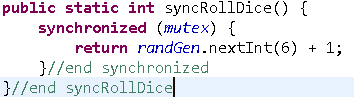 public static int syncRollDice() {
synchronized (mutex) {
return randGen.nextInt(6) + 1;
}//end synchronized
}//end syncRollDice